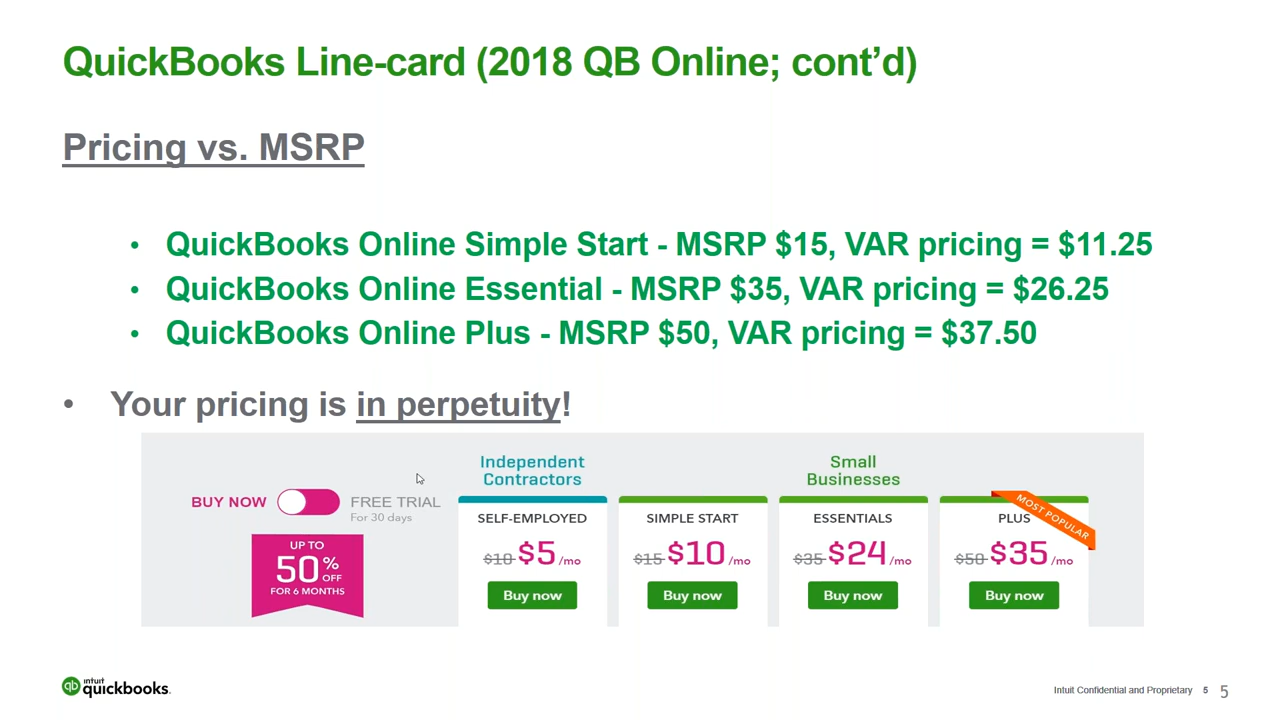 QuickBooks Line-card (2018 QB Online; cont’d)
Pricing vs. MSRP
• QuickBooks Online Simple Start - MSRP $15, VAR pricing = $11.25
• QuickBooks Online Essential - MSRP $35, VAR pricing = $26.25
• QuickBooks Online Plus - MSRP $50, VAR pricing = $37.50
• Your pricing is in perpetuity!
BUY NOW
FREE TRIAL
For 30 days
UP TO
50% OFF
FOR 6 MONTHS
Independent
Contractors
SELF-EMPLOYED
$10 $5/mo
Buy now
Small
Businesses
SIMPLE START
$15 $10/mo
Buy now
ESSENTIALS
$35 $24/mo
Buy now
MOST POPULAR
PLUS
$50 $35/mo
Buy now
qb intuit
quickbooks.
Intuit Confidential and Proprietary 5
5